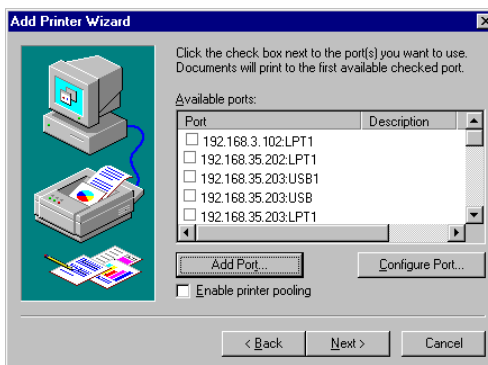 Add Printer Wizard
Click the check box next to the port(s) you want to use.
Documents will print to the first available checked port.
Available ports:
Port Description
192.168.3.102:LPT1
192.168.35.202:LPT1
192.168.35.203:USB1
192.168.35.203:USB
192.168.35.203:LPT1
Add Port... Configure Port...
Enable printer pooling
< Back Next > Cancel